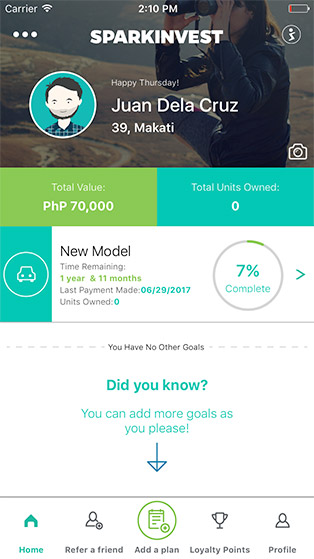 Carrier 2:10 PM
SPARKINVEST
Happy Thursday!
Juan Dela Cruz
39, Makati
Total Value:
PhP 70,000
Total Units Owned:
0
New Model
Time Remaining:
1 year & 11 months
Last Payment Made:06/29/2017
Units Owned:0
7%
Complete
You Have No Other Goals
Did you know?
You can add more goals as
you please!
Home
Refer a friend
Add a plan
Loyalty Points
Profile